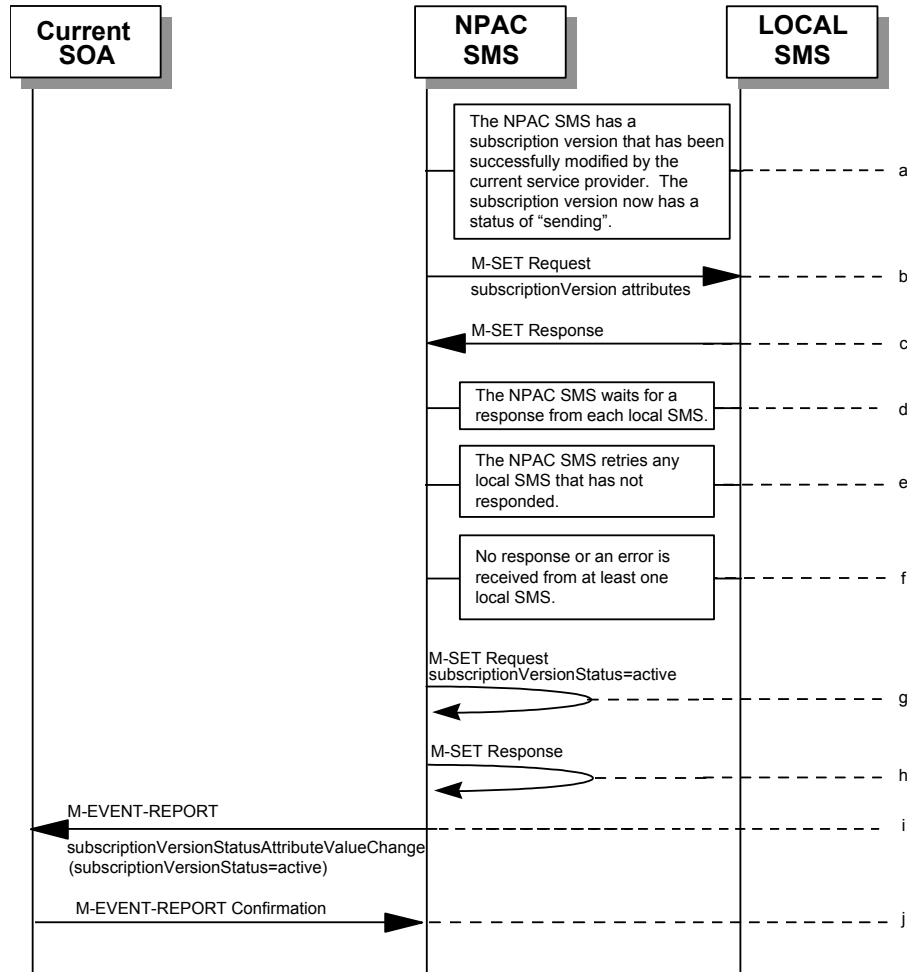 Current
SOA
NPAC
SMS
LOCAL
SMS
The NPAC SMS has a
subscription version that has been
successfully modified by the
current service provider. The
subscription version now has a
status of “sending”.
a
M-SET Request
b
subscriptionVersion attributes
M-SET Response
c
The NPAC SMS waits for a
response from each local SMS.
d
The NPAC SMS retries any
local SMS that has not
responded.
e
No response or an error is
received from at least one
local SMS.
f
M-SET Request
subscriptionVersionStatus=active
g
M-SET Response
h
M-EVENT-REPORT
i
subscriptionVersionStatusAttributeValueChange
(subscriptionVersionStatus=active)
M-EVENT-REPORT Confirmation
j